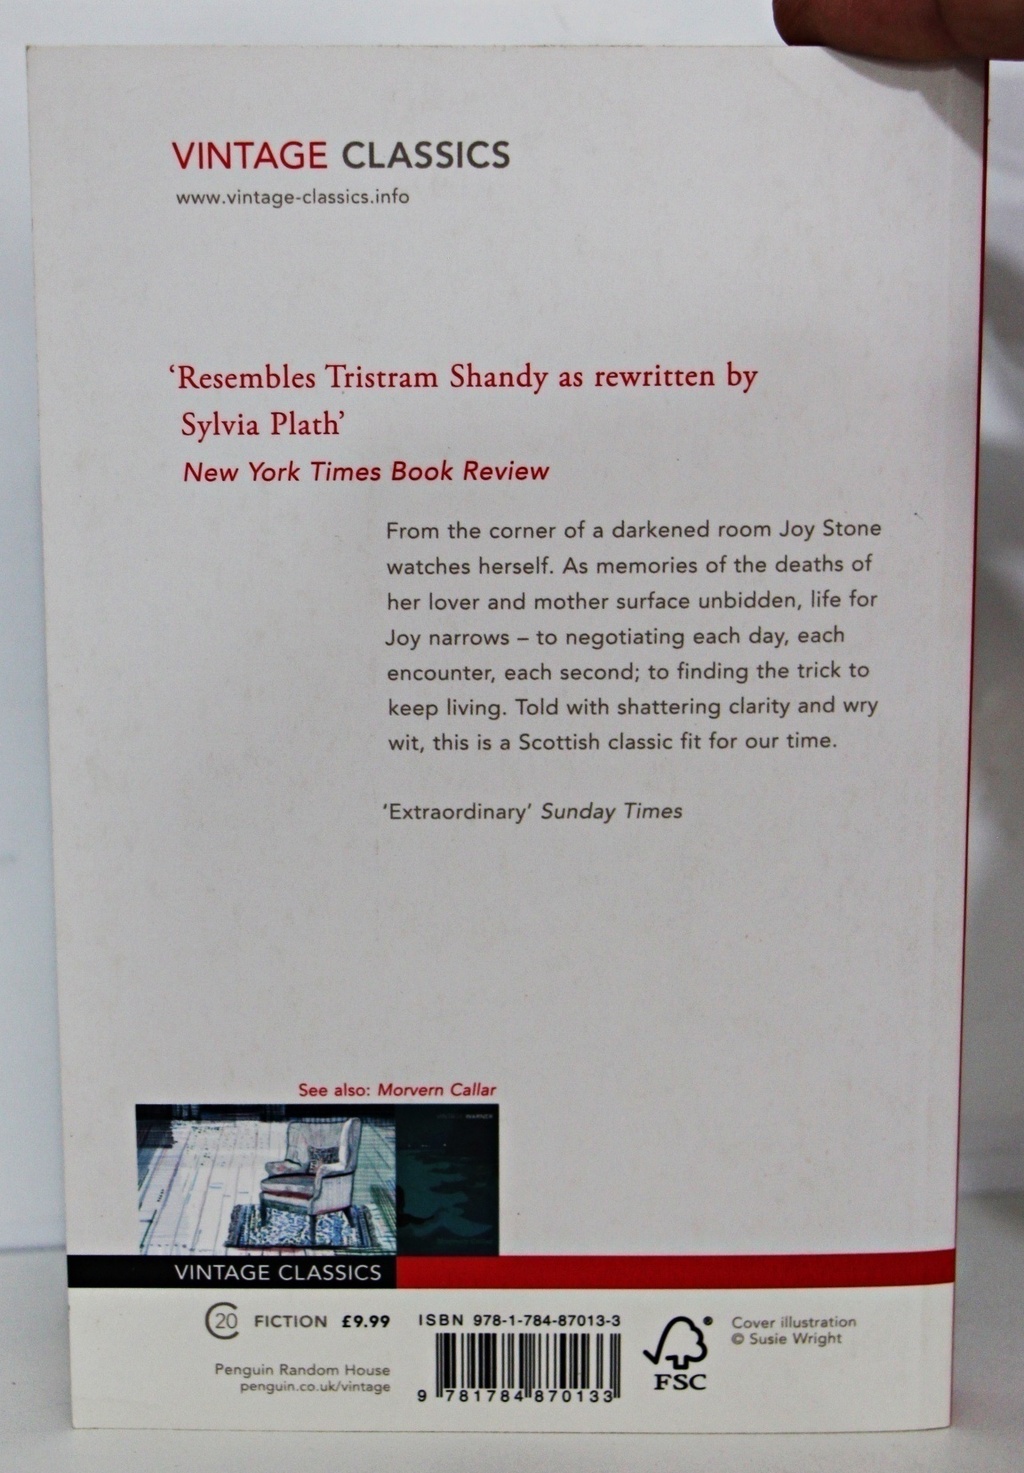 VINTAGE CLASSICS
www.vintage-classics.info
‘Resembles Tristram Shandy as rewritten by
Sylvia Plath’
New York Times Book Review
From the corner of a darkened room Joy Stone
watches herself. As memories of the deaths of
her lover and mother surface unbidden, life for
Joy narrows – to negotiating each day, each
encounter, each second; to finding the trick to
keep living. Told with shattering clarity and wry
wit, this is a Scottish classic fit for our time.
‘Extraordinary’ Sunday Times
See also: Morvern Callar
WARNER
VINTAGE CLASSICS
C20 FICTION £9.99
Penguin Random House
penguin.co.uk/vintage
ISBN 978-1-784-87013-3
9 781784 870133
FSC®
Cover illustration
© Susie Wright